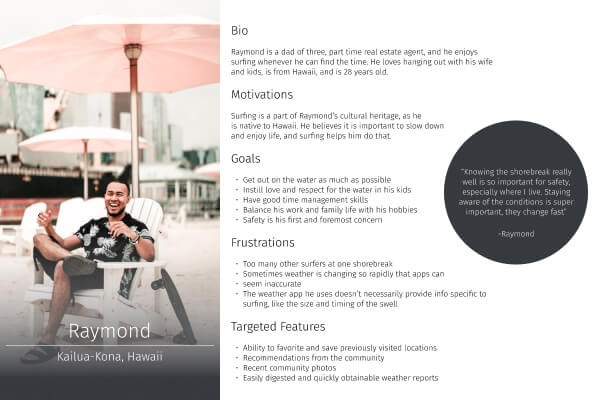 Bio
Raymond is a dad of three, part time real estate agent, and he enjoys
surfing whenever he can find the time. He loves hanging out with his wife
and kids, is from Hawaii, and is 28 years old.
Motivations
Surfing is a part of Raymond's cultural heritage, as he
is native to Hawaii. He believes it is important to slow down
and enjoy life, and surfing helps him do that.
Goals
- Get out on the water as much as possible
- Instill love and respect for the water in his kids
- Have good time management skills
- Balance his work and family life with his hobbies
- Safety is his first and foremost concern
Frustrations
- Too many other surfers at one shorebreak
- Sometimes weather is changing so rapidly that apps can
- seem inaccurate
- The weather app he uses doesn't necessarily provide info specific to
surfing, like the size and timing of the swell
Targeted Features
- Ability to favorite and save previously visited locations
- Recommendations from the community
- Recent community photos
- Easily digested and quickly obtainable weather reports
"Knowing the shorebreak really
well is so important for safety,
especially where I live. Staying
aware of the conditions is super
important, they change fast"
-Raymond
Raymond
Kailua-Kona, Hawaii